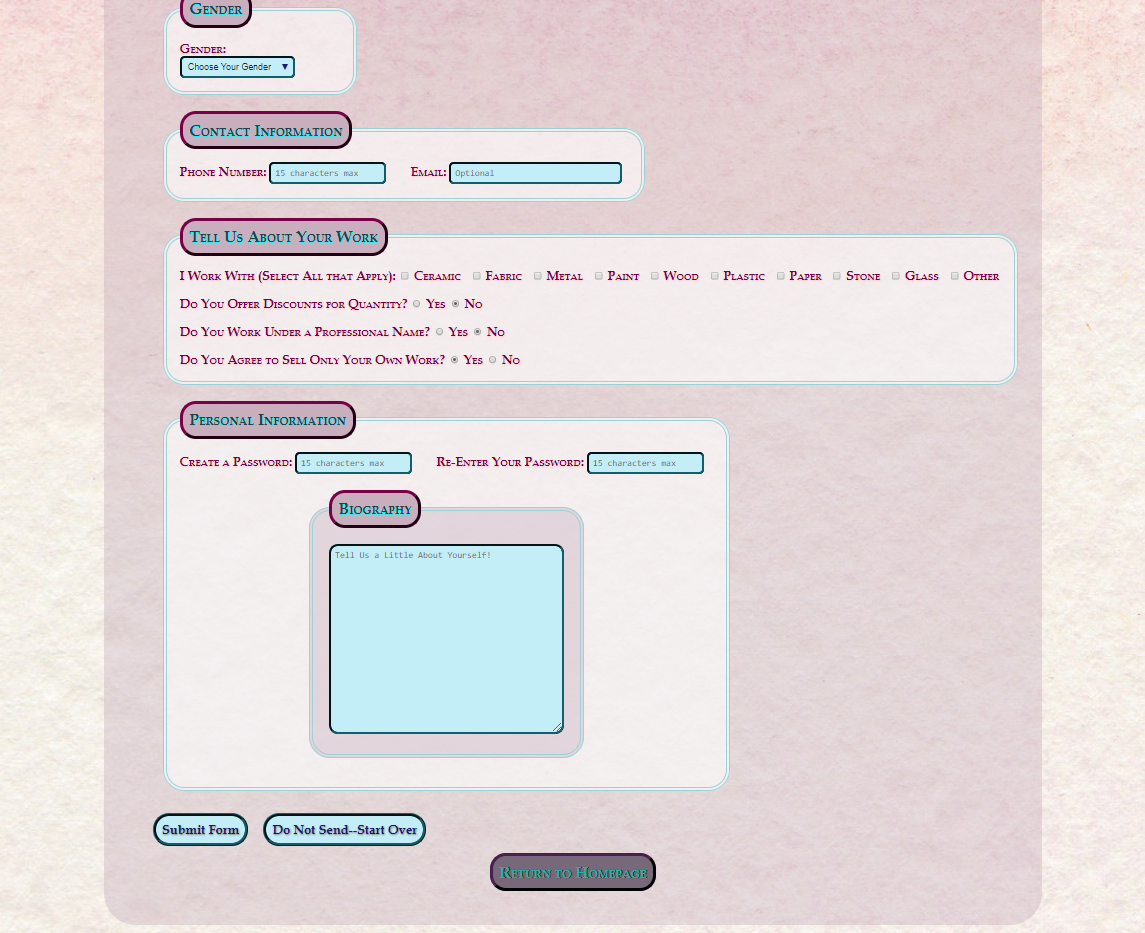 Gender
Gender:
Choose Your Gender
Contact Information
Phone Number: 15 characters max Email: Optional
Tell Us About Your Work
I Work With (Select All that Apply): Ceramic Fabric Metal Paint Wood Plastic Paper Stone Glass Other
Do You Offer Discounts for Quantity? Yes No
Do You Work Under a Professional Name? Yes No
Do You Agree to Sell Only Your Own Work? Yes No
Personal Information
Create a Password: 15 characters max Re-Enter Your Password: 15 characters max
Biography
Tell Us a Little About Yourself!
Submit Form Do Not Send--Start Over
Return to Homepage